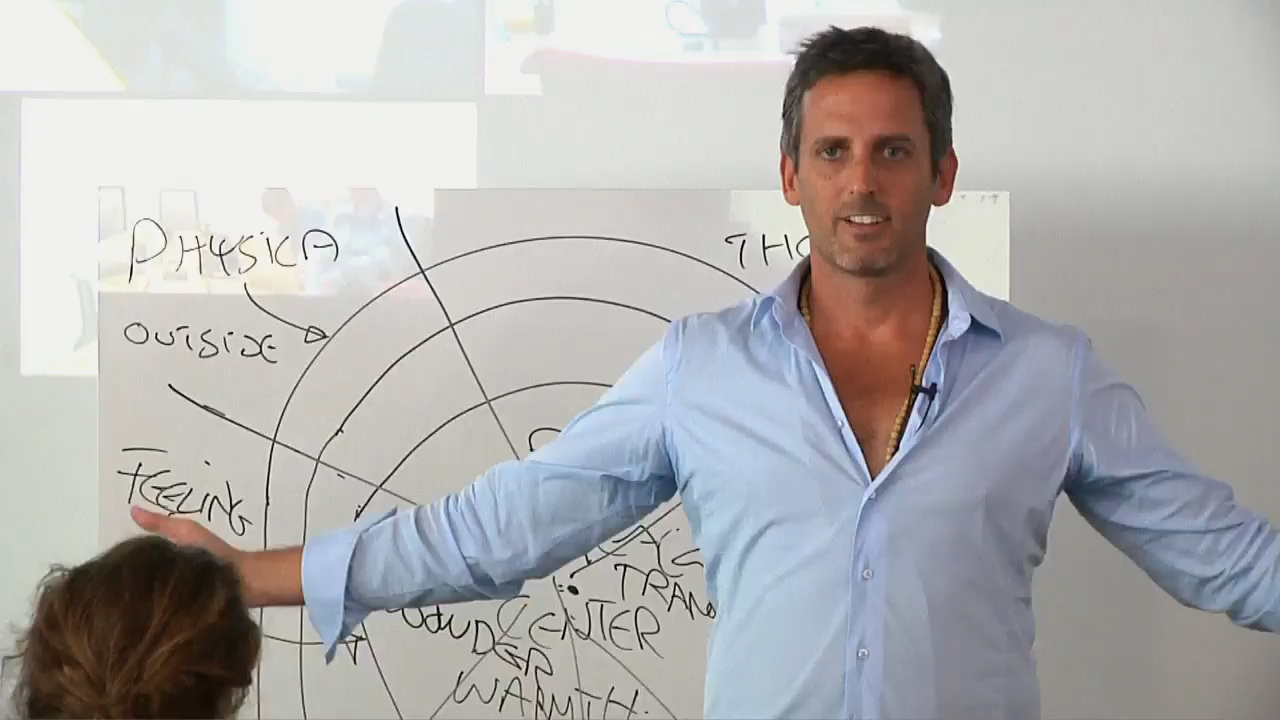 PHYSICA
THO
OUTSIDE
FEELING
TRAN
CENTER
WONDER
WARMTH